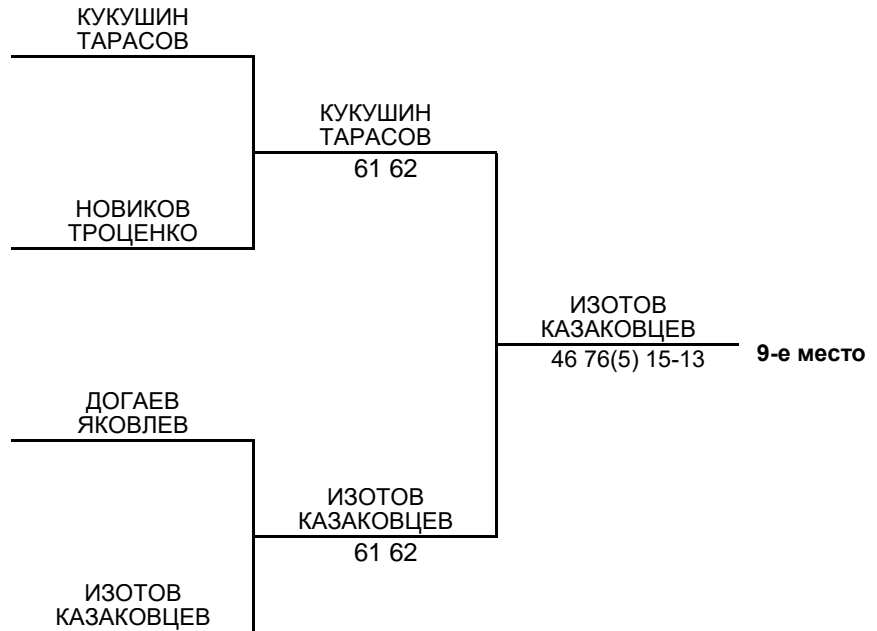 КУКУШИН
ТАРАСОВ
КУКУШИН
ТАРАСОВ
61 62
НОВИКОВ
ТРОЦЕНКО
ИЗОТОВ
КАЗАКОВЦЕВ
46 76(5) 15-13
9-е место
ДОГАЕВ
ЯКОВЛЕВ
ИЗОТОВ
КАЗАКОВЦЕВ
61 62
ИЗОТОВ
КАЗАКОВЦЕВ